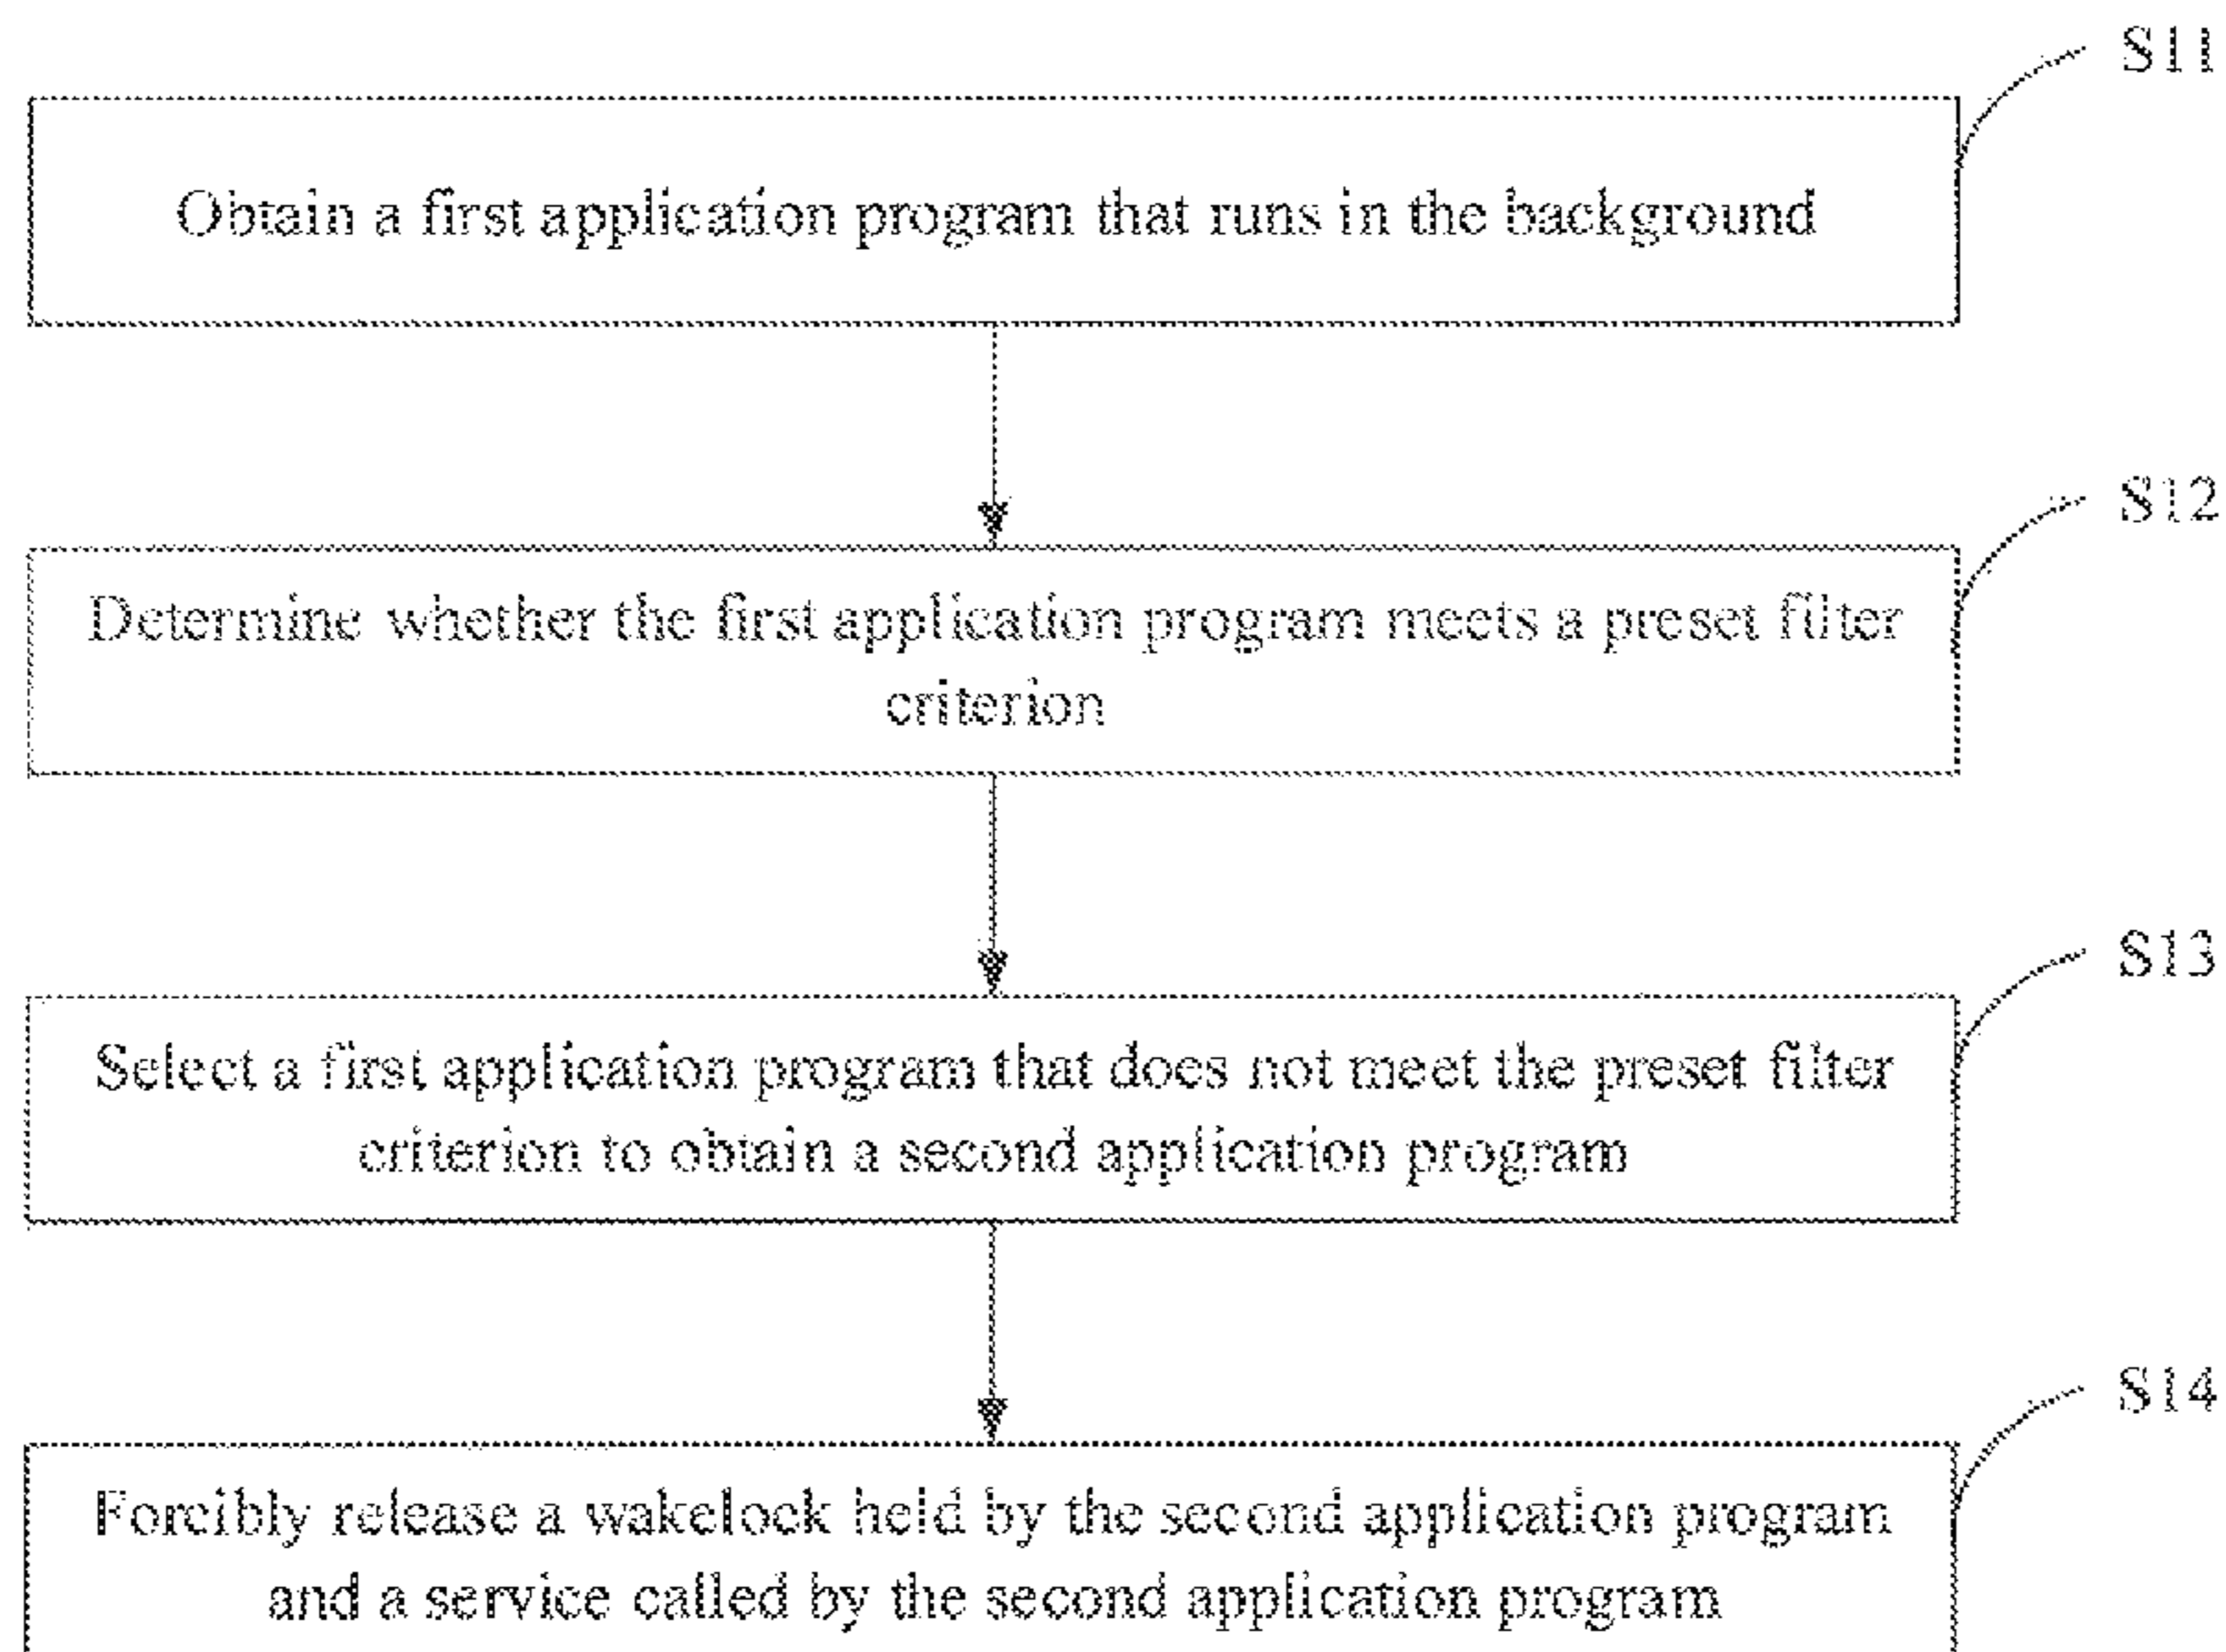 S11
Obtain a first application program that runs in the background
S12
Determine whether the first application program meets a preset filter
criterion
S13
Select a first application program that does not meet the preset filter
criterion to obtain a second application program
S14
Forcibly release a wakelock held by the second application program
and a service called by the second application program